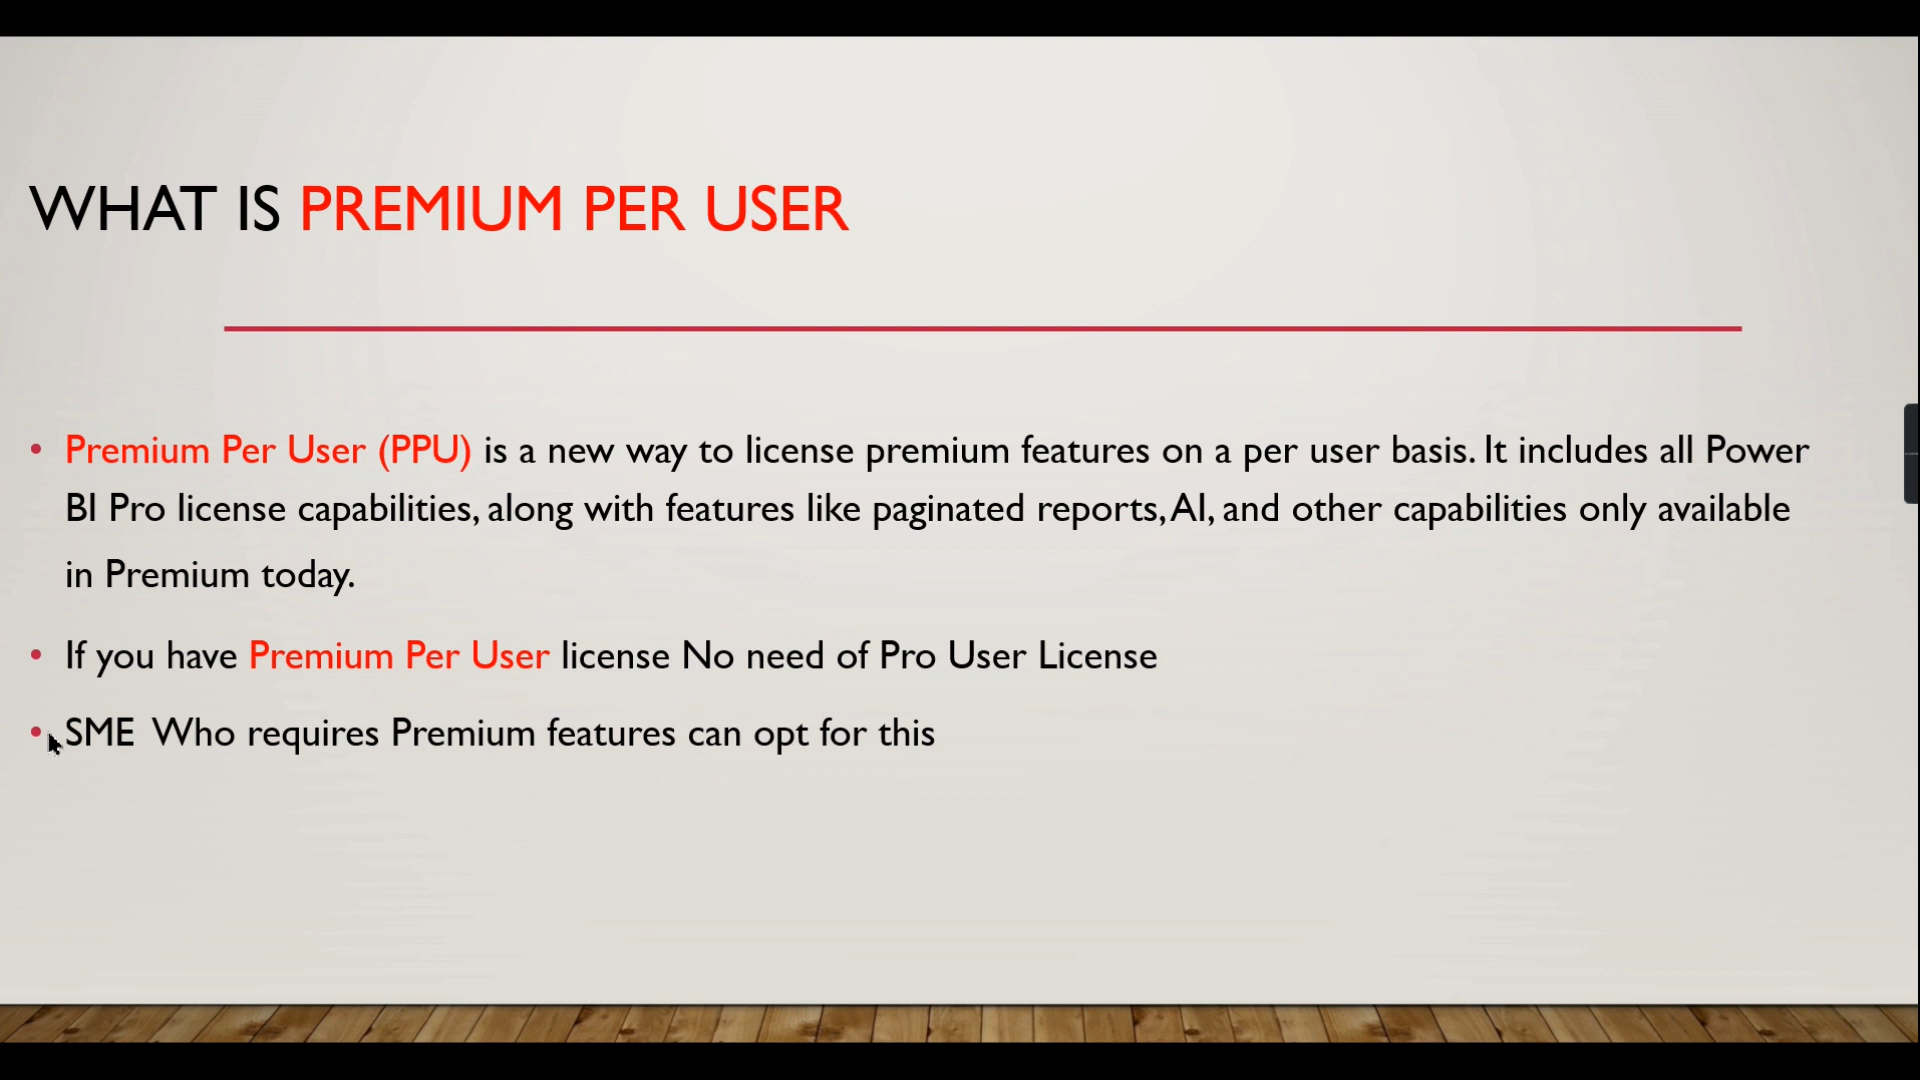 WHAT IS PREMIUM PER USER
• Premium Per User (PPU) is a new way to license premium features on a per user basis. It includes all Power
BI Pro license capabilities, along with features like paginated reports, AI, and other capabilities only available
in Premium today.
• If you have Premium Per User license No need of Pro User License
• SME Who requires Premium features can opt for this